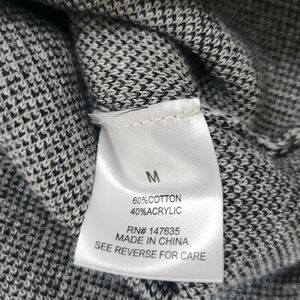 M
60%COTTON
40%ACRYLIC
RN# 147635
MADE IN CHINA
SEE REVERSE FOR CARE